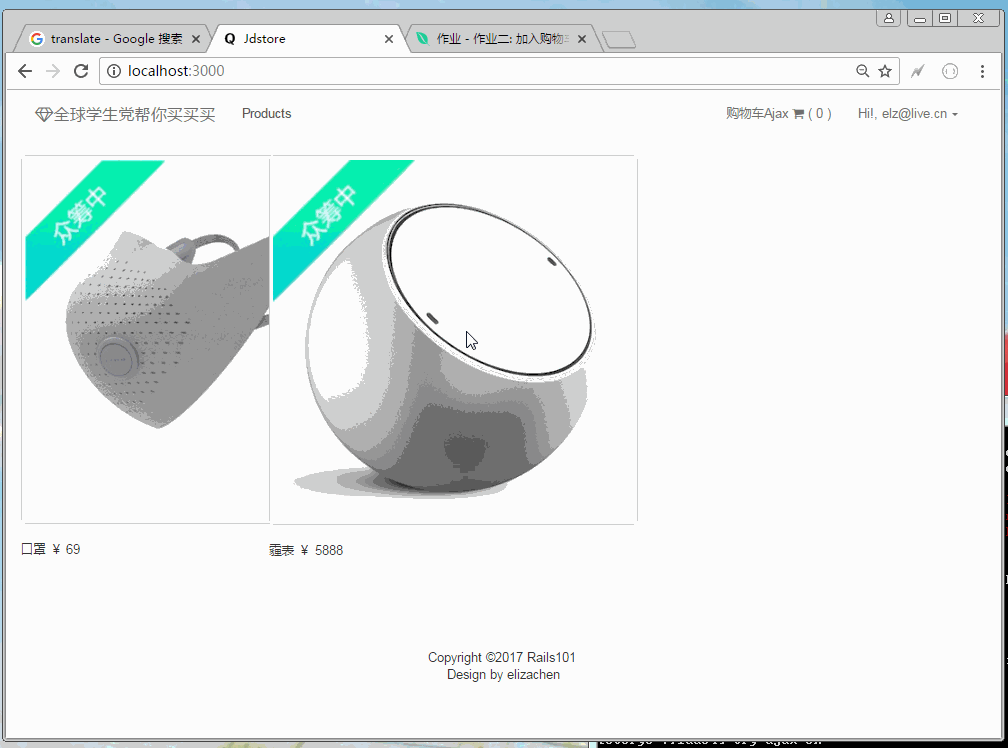 translate - Google 搜索
Jdstore
作业 - 作业二: 加入购物
localhost:3000
全球学生党帮你买买买
Products
购物车Ajax ( 0 )
Hi!, elz@live.cn
众筹中
众筹中
口罩 ¥ 69
霾表 ¥ 5888
Copyright ©2017 Rails101
Design by elizachen